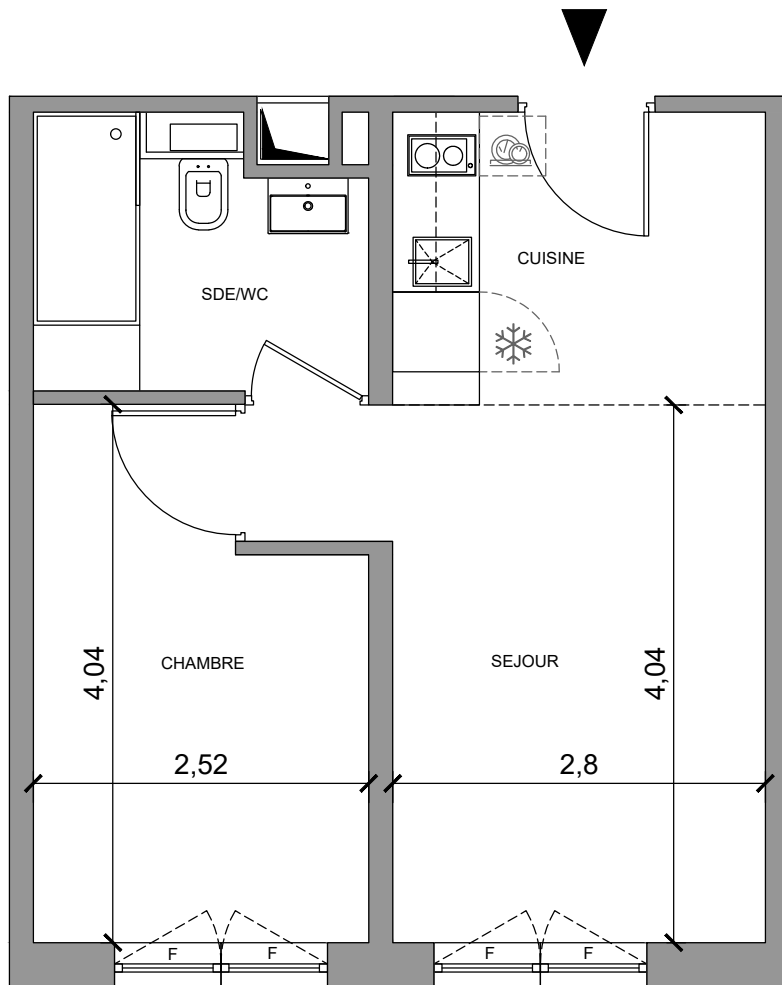 CUISINE
SDE/WC
CHAMBRE
SEJOUR
4,04
4,04
2,52
2,8
F
F
F
F